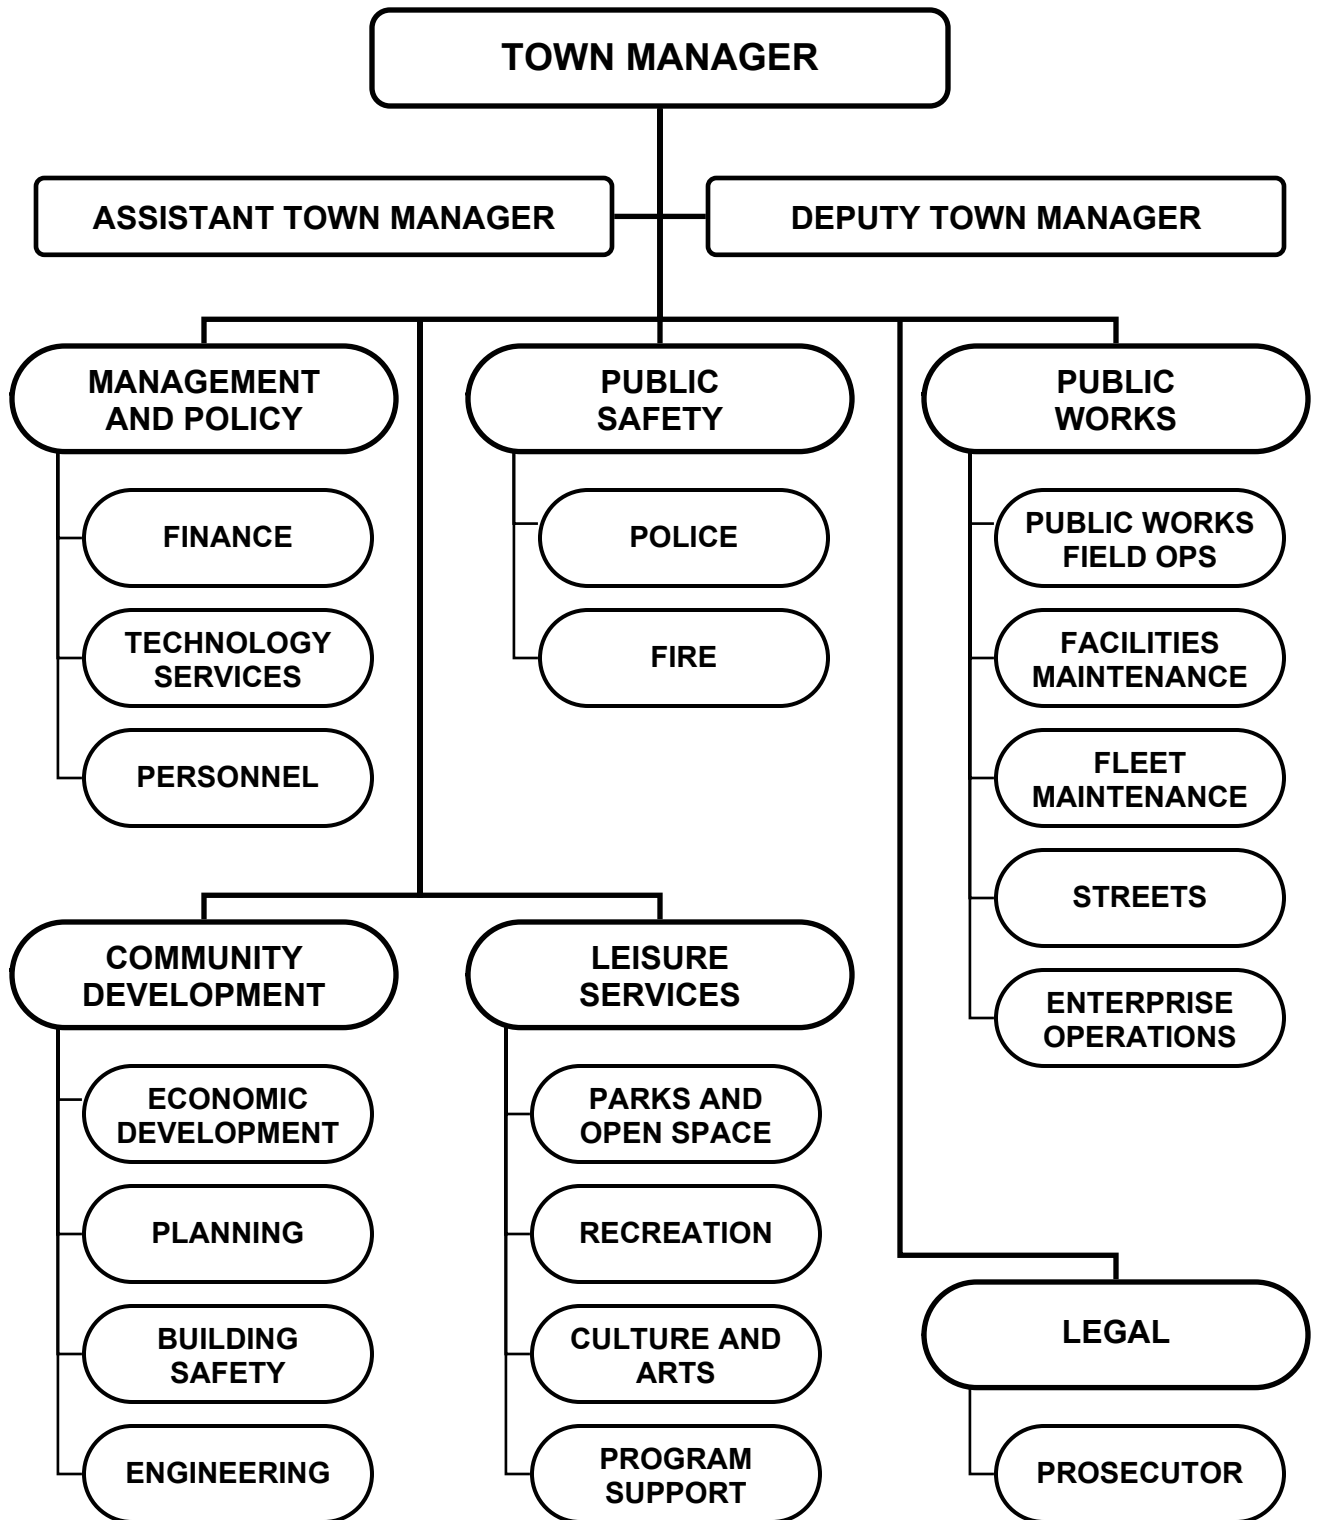 TOWN MANAGER
ASSISTANT TOWN MANAGER
DEPUTY TOWN MANAGER
MANAGEMENT
AND POLICY
FINANCE
TECHNOLOGY
SERVICES
PERSONNEL
PUBLIC
SAFETY
POLICE
FIRE
PUBLIC
WORKS
PUBLIC WORKS
FIELD OPS
FACILITIES
MAINTENANCE
FLEET
MAINTENANCE
STREETS
ENTERPRISE
OPERATIONS
COMMUNITY
DEVELOPMENT
ECONOMIC
DEVELOPMENT
PLANNING
BUILDING
SAFETY
ENGINEERING
LEISURE
SERVICES
PARKS AND
OPEN SPACE
RECREATION
CULTURE AND
ARTS
PROGRAM
SUPPORT
LEGAL
PROSECUTOR